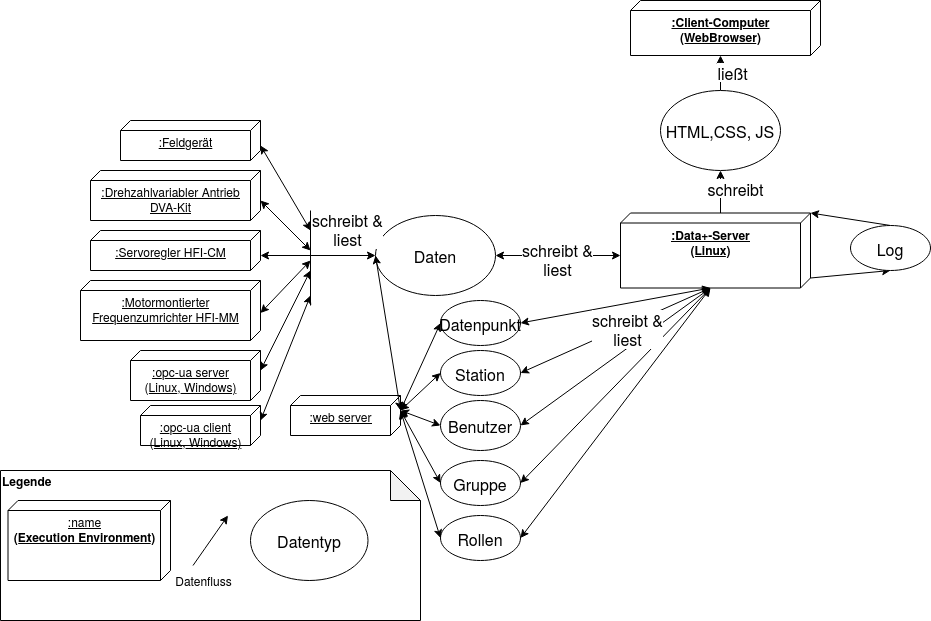 :Client-Computer
(WebBrowser)
ließt
HTML,CSS, JS
schreibt
:Feldgerät
:Drehzahlvariabler Antrieb
DVA-Kit
:Servoregler HFI-CM
:Motormontierter
Frequenzumrichter HFI-MM
:opc-ua server
(Linux, Windows)
:opc-ua client
(Linux, Windows)
schreibt &
liest
Daten
schreibt &
liest
:Data+-Server
(Linux)
Log
:web server
Datenpunkt
Station
Benutzer
Gruppe
Rollen
schreibt &
liest
Legende
:name
(Execution Environment)
Datenfluss
Datentyp